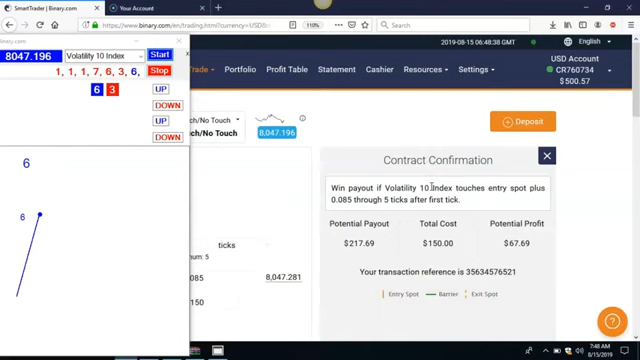 SmartTrader | Binary.com
Your Account
https://www.binary.com/en/trading.html?currency=USD&
110%
Search
Binary.com
2019-08-15 06:48:38 GMT
English
8047.196
Volatility 10 Index
Start
1, 1, 1, 7, 6, 3, 6,
Stop
Trade
Portfolio
Profit Table
Statement
Cashier
Resources
Settings
USD Account
CR760734
$500.57
6
3
UP
DOWN
UP
DOWN
ch/No Touch
ch/No Touch
8,047.196
Deposit
6
6
Contract Confirmation
Win payout if Volatility 10 Index touches entry spot plus
0.085 through 5 ticks after first tick.
Potential Payout
Total Cost
Potential Profit
$217.69
$150.00
$67.69
Your transaction reference is 35634576521
Entry Spot
Barrier
Exit Spot
ticks
num: 5
.085
8,047.281
150
7:48 AM
8/15/2019